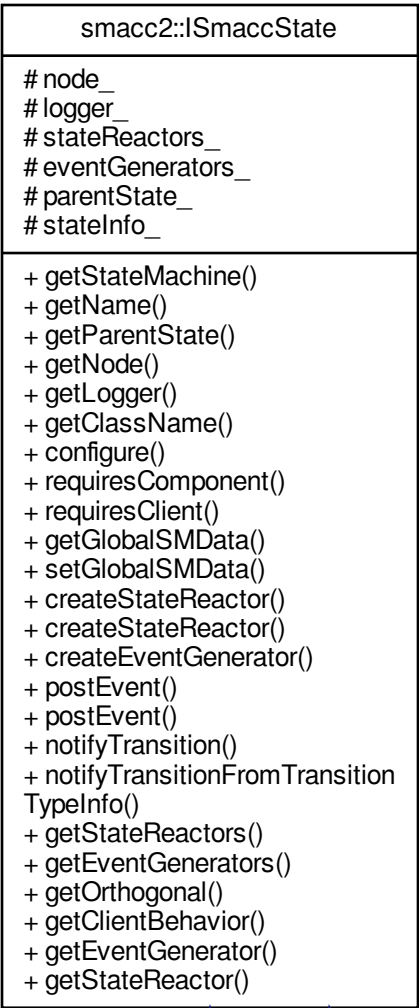 smacc2::ISmaccState
# node_
# logger_
# stateReactors_
# eventGenerators_
# parentState_
# stateInfo_
+ getStateMachine()
+ getName()
+ getParentState()
+ getNode()
+ getLogger()
+ getClassName()
+ configure()
+ requiresComponent()
+ requiresClient()
+ getGlobalSMData()
+ setGlobalSMData()
+ createStateReactor()
+ createStateReactor()
+ createEventGenerator()
+ postEvent()
+ postEvent()
+ notifyTransition()
+ notifyTransitionFromTransition
TypeInfo()
+ getStateReactors()
+ getEventGenerators()
+ getOrthogonal()
+ getClientBehavior()
+ getEventGenerator()
+ getStateReactor()